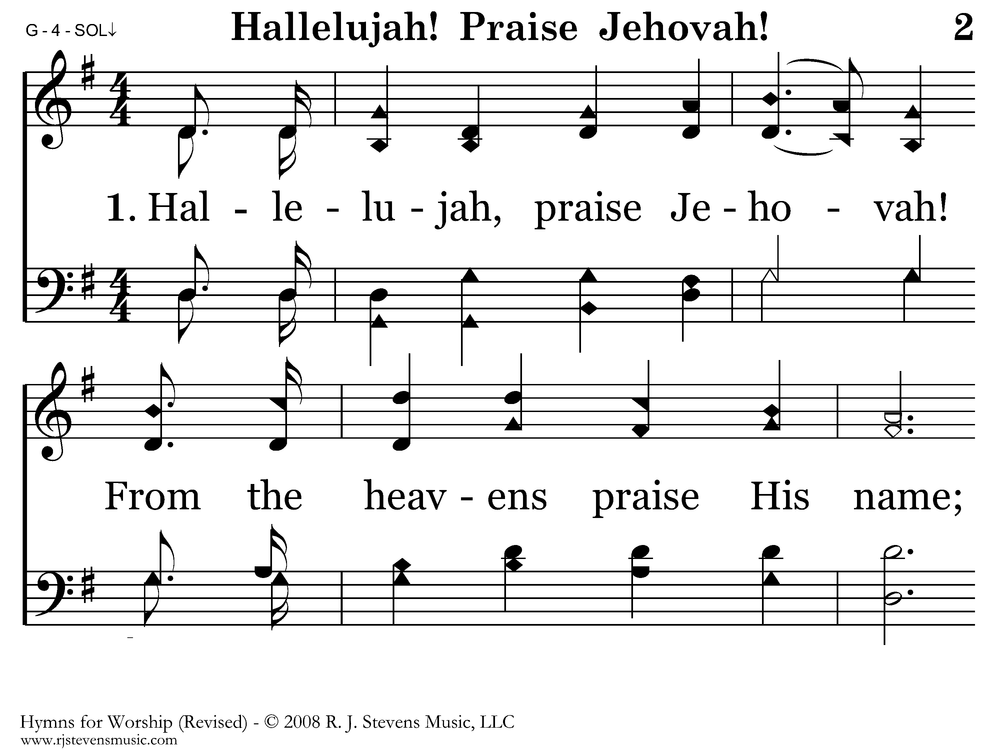 G - 4 - SOL↓ Hallelujah! Praise Jehovah! 2
1. Hal - le - lu - jah, praise Je - ho - vah!
From the heav - ens praise His name;
Hymns for Worship (Revised) - © 2008 R. J. Stevens Music, LLC
www.rjstevensmusic.com